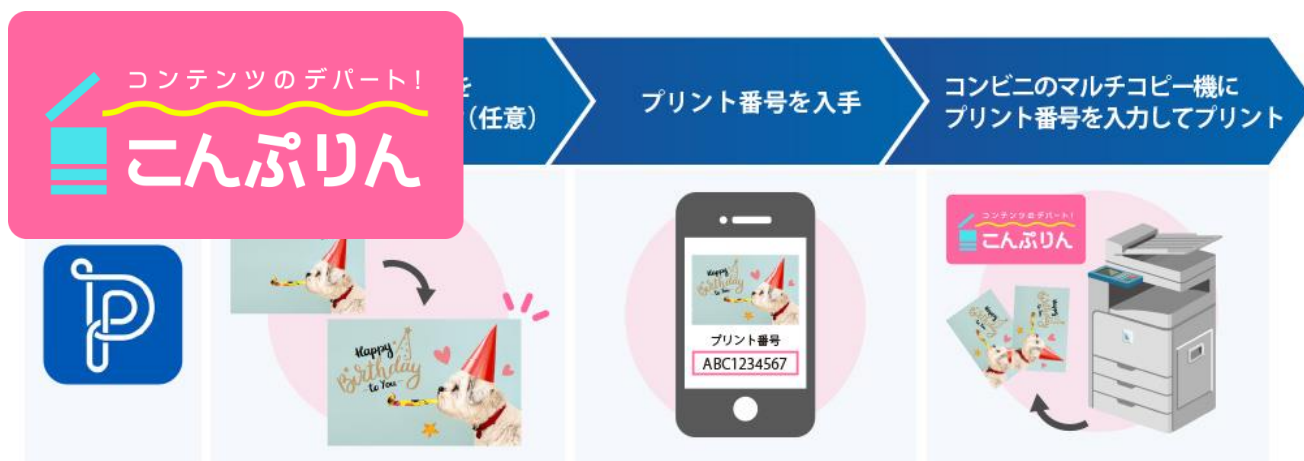 コンテンツのデパート!
こんぷりん
を
(任意)
プリント番号を入手
コンビニのマルチコピー機に
プリント番号を入力してプリント
Happy
Birthday
to You
Happy
Birthday
to You
プリント番号
ABC1234567
コンテンツのデパート!
こんぷりん